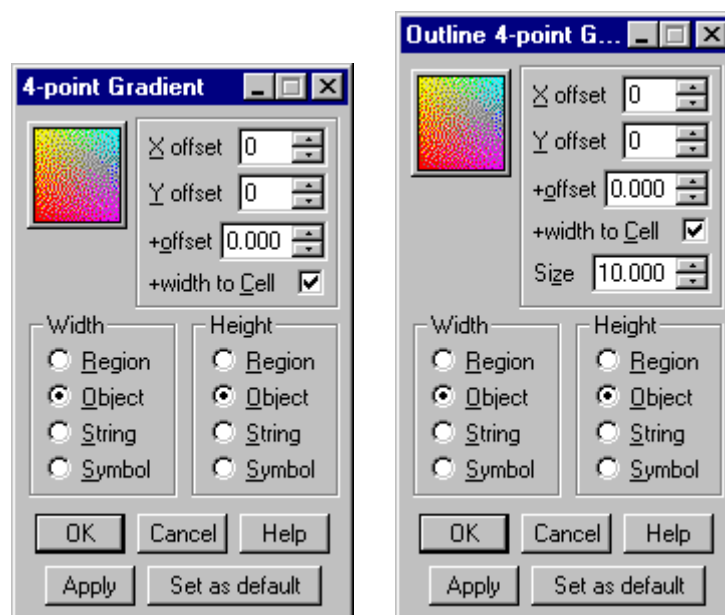 4-point Gradient
X offset 0
Y offset 0
+offset 0.000
+width to Cell
Width
Region
Object
String
Symbol
Height
Region
Object
String
Symbol
OK Cancel Help
Apply Set as default
Outline 4-point G...
X offset 0
Y offset 0
+offset 0.000
+width to Cell
Size 10.000
Width
Region
Object
String
Symbol
Height
Region
Object
String
Symbol
OK Cancel Help
Apply Set as default